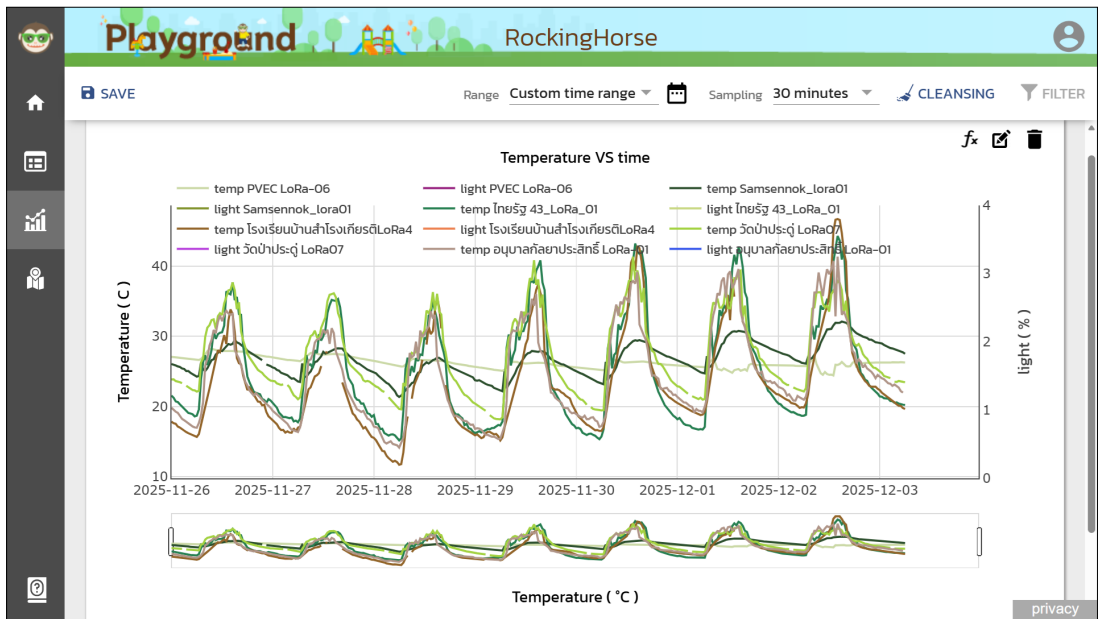 Playground
RockingHorse
SAVE
Range Custom time range
Sampling 30 minutes
CLEANSING
FILTER
fx
Temperature VS time
temp PVEC LoRa-06 light PVEC LoRa-06 temp Samsennok_lora01
light Samsennok_lora01 temp ไทยรัฐ 43_LoRa_01 light ไทยรัฐ 43_LoRa_01
temp โรงเรียนบ้านสำโรงเกียรติLoRa4 light โรงเรียนบ้านสำโรงเกียรติLoRa4 temp วัดป่าประดู่ LoRa07
light วัดป่าประดู่ LoRa07 temp อนุบาลกัลยาประสิทธิ์ LoRa-01 light อนุบาลกัลยาประสิทธิ์ LoRa-01
Temperature ( C )
40
30
20
10
4
3
2
1
0
light ( % )
2025-11-26 2025-11-27 2025-11-28 2025-11-29 2025-11-30 2025-12-01 2025-12-02 2025-12-03
Temperature ( °C )
privacy